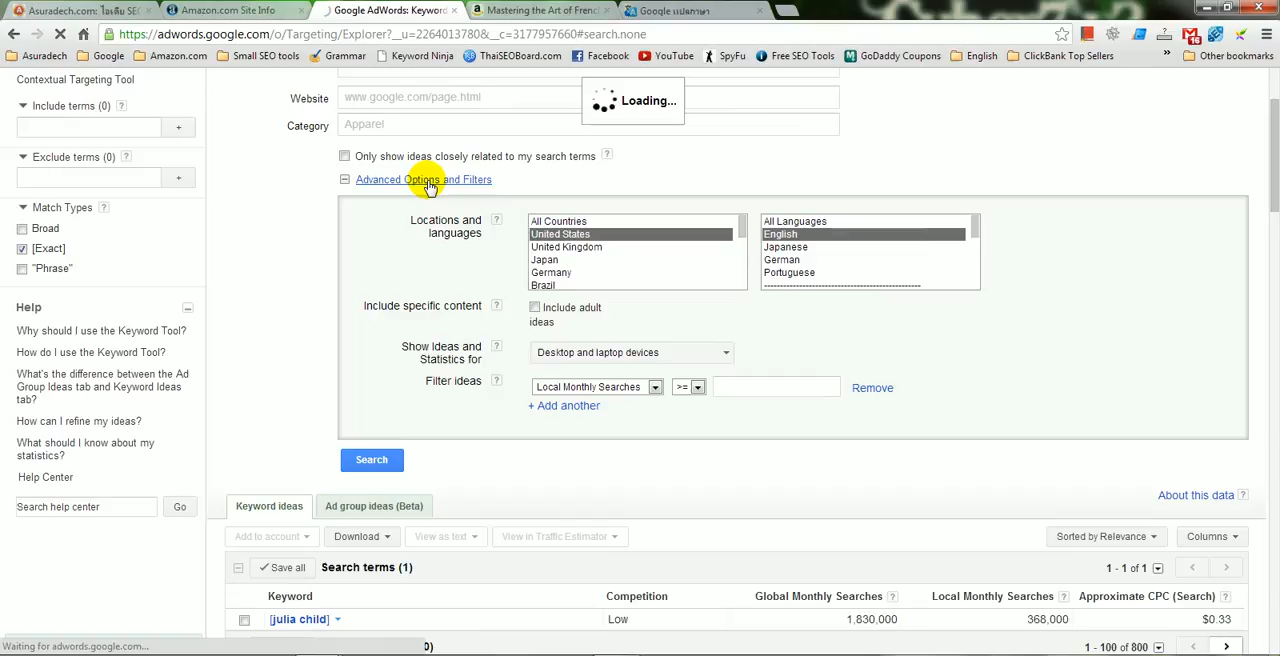 Asuradech.com: ไอเดีย SEO
Amazon.com Site Info
Google AdWords: Keyword
Mastering the Art of Frenc
Google แปลภาษา
https://adwords.google.com/o/Targeting/Explorer?__u=2264013780&__c=3177957660#search.none
Asuradech
Google
Amazon.com
Small SEO tools
Grammar
Keyword Ninja
ThaiSEOBoard.com
Facebook
YouTube
SpyFu
Free SEO Tools
GoDaddy Coupons
English
ClickBank Top Sellers
»
Other bookmarks
Contextual Targeting Tool
Include terms (0) ?
+
Exclude terms (0) ?
+
Match Types ?
Broad
[Exact]
"Phrase"
Help
Why should I use the Keyword Tool?
How do I use the Keyword Tool?
What's the difference between the Ad
Group Ideas tab and Keyword Ideas
tab?
How can I refine my ideas?
What should I know about my
statistics?
Help Center
Search help center
Go
Website
www.google.com/page.html
Loading...
Category
Apparel
Only show ideas closely related to my search terms ?
Advanced Options and Filters
Locations and
languages
?
All Countries
United States
United Kingdom
Japan
Germany
Brazil
All Languages
English
Japanese
German
Portuguese
Include specific content ?
Include adult
ideas
Show Ideas and
Statistics for
?
Desktop and laptop devices
Filter ideas ?
Local Monthly Searches
>=
Remove
+ Add another
Search
About this data ?
Keyword ideas
Ad group ideas (Beta)
Add to account
Download
View as text
View in Traffic Estimator
Sorted by Relevance
Columns
Save all
Search terms (1)
1 - 1 of 1
Keyword
Competition
Global Monthly Searches ?
Local Monthly Searches ?
Approximate CPC (Search) ?
[julia child]
Low
1,830,000
368,000
$0.33
Waiting for adwords.google.com...
0)
1 - 100 of 800